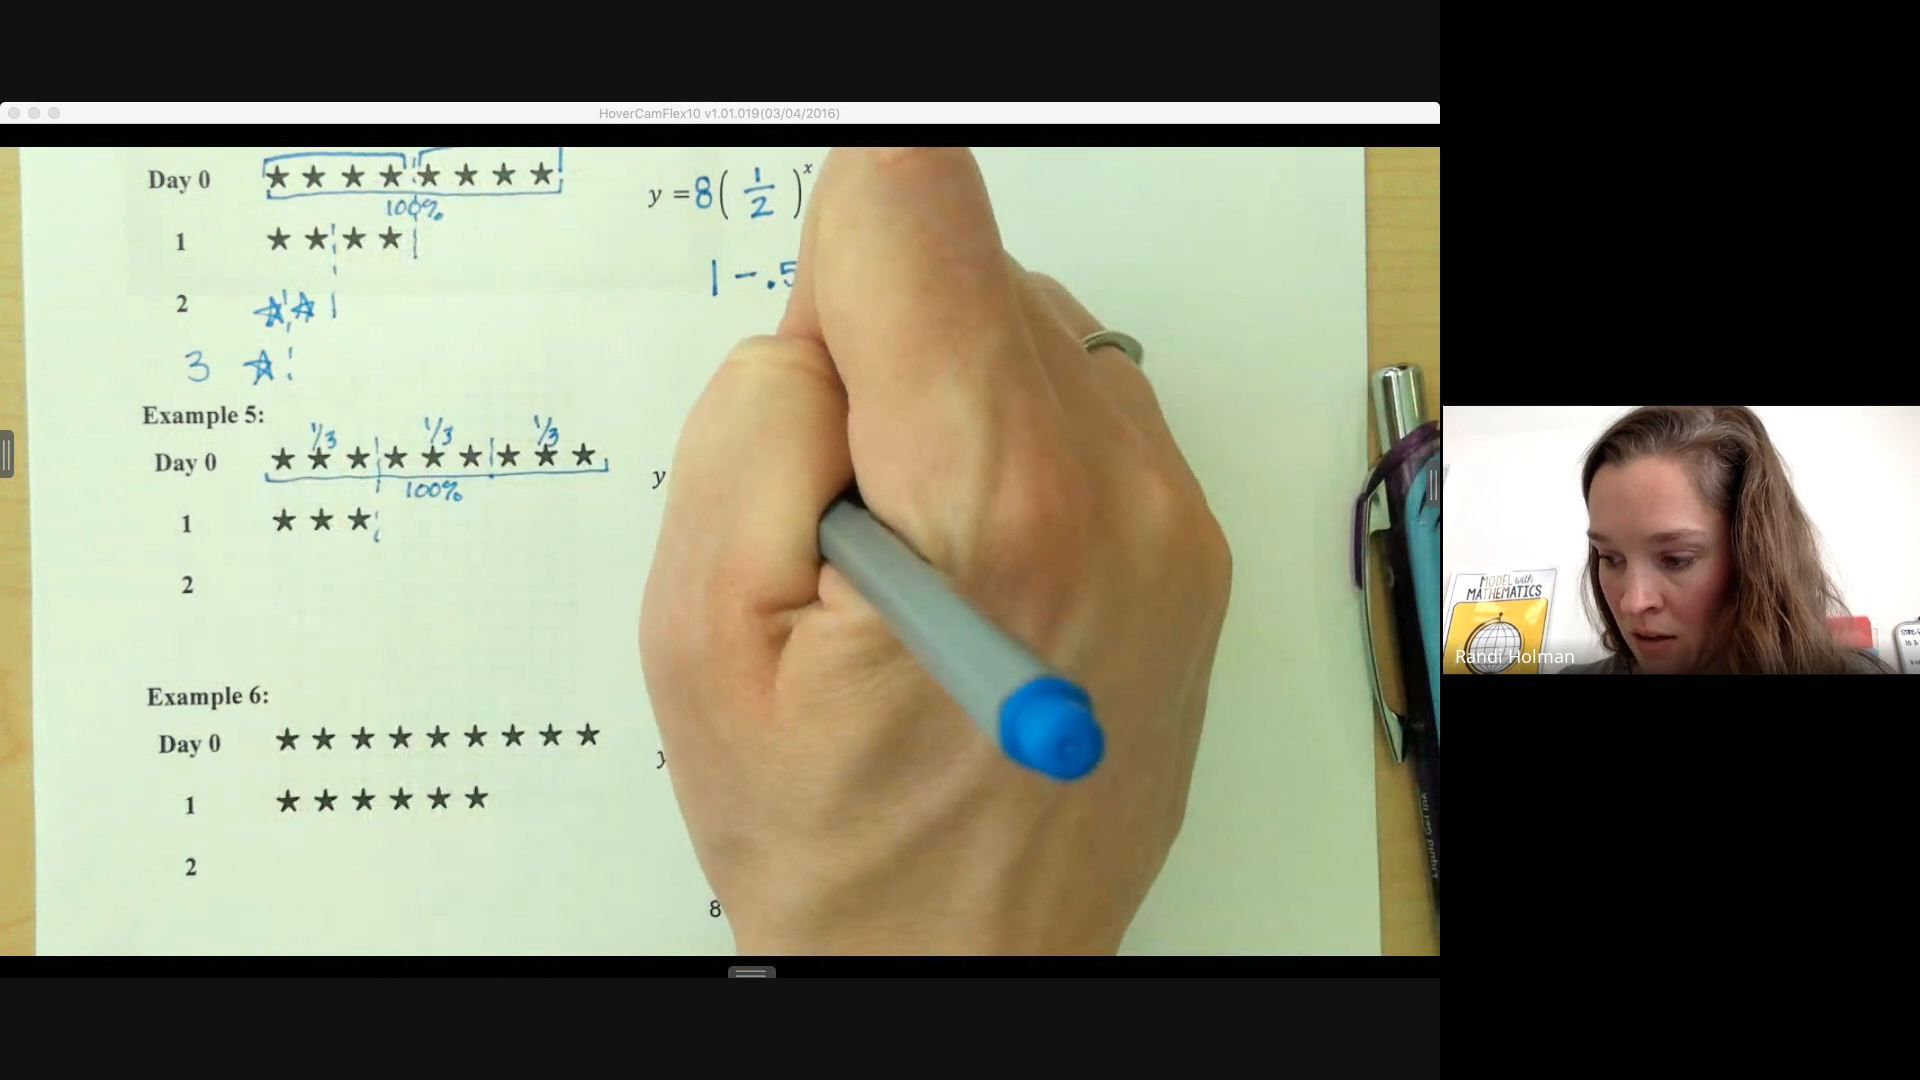 HoverCamFlex10 v1.01.019(03/04/2016)
Day 0 ★ ★ ★ ★ ★ ★ ★ ★ y = 8( 1/2 )^x
100%
1 ★ ★ ★ ★
1 - .5
2 ☆ ☆
3 ☆
Example 5:
1/3 1/3 1/3
Day 0 ★ ★ ★ ★ ★ ★ ★ ★ ★ y
100%
1 ★ ★ ★
2
Example 6:
Day 0 ★ ★ ★ ★ ★ ★ ★ ★ ★ y
1 ★ ★ ★ ★ ★ ★
2
8
MODEL with
MATHEMATICS
Randi Holman